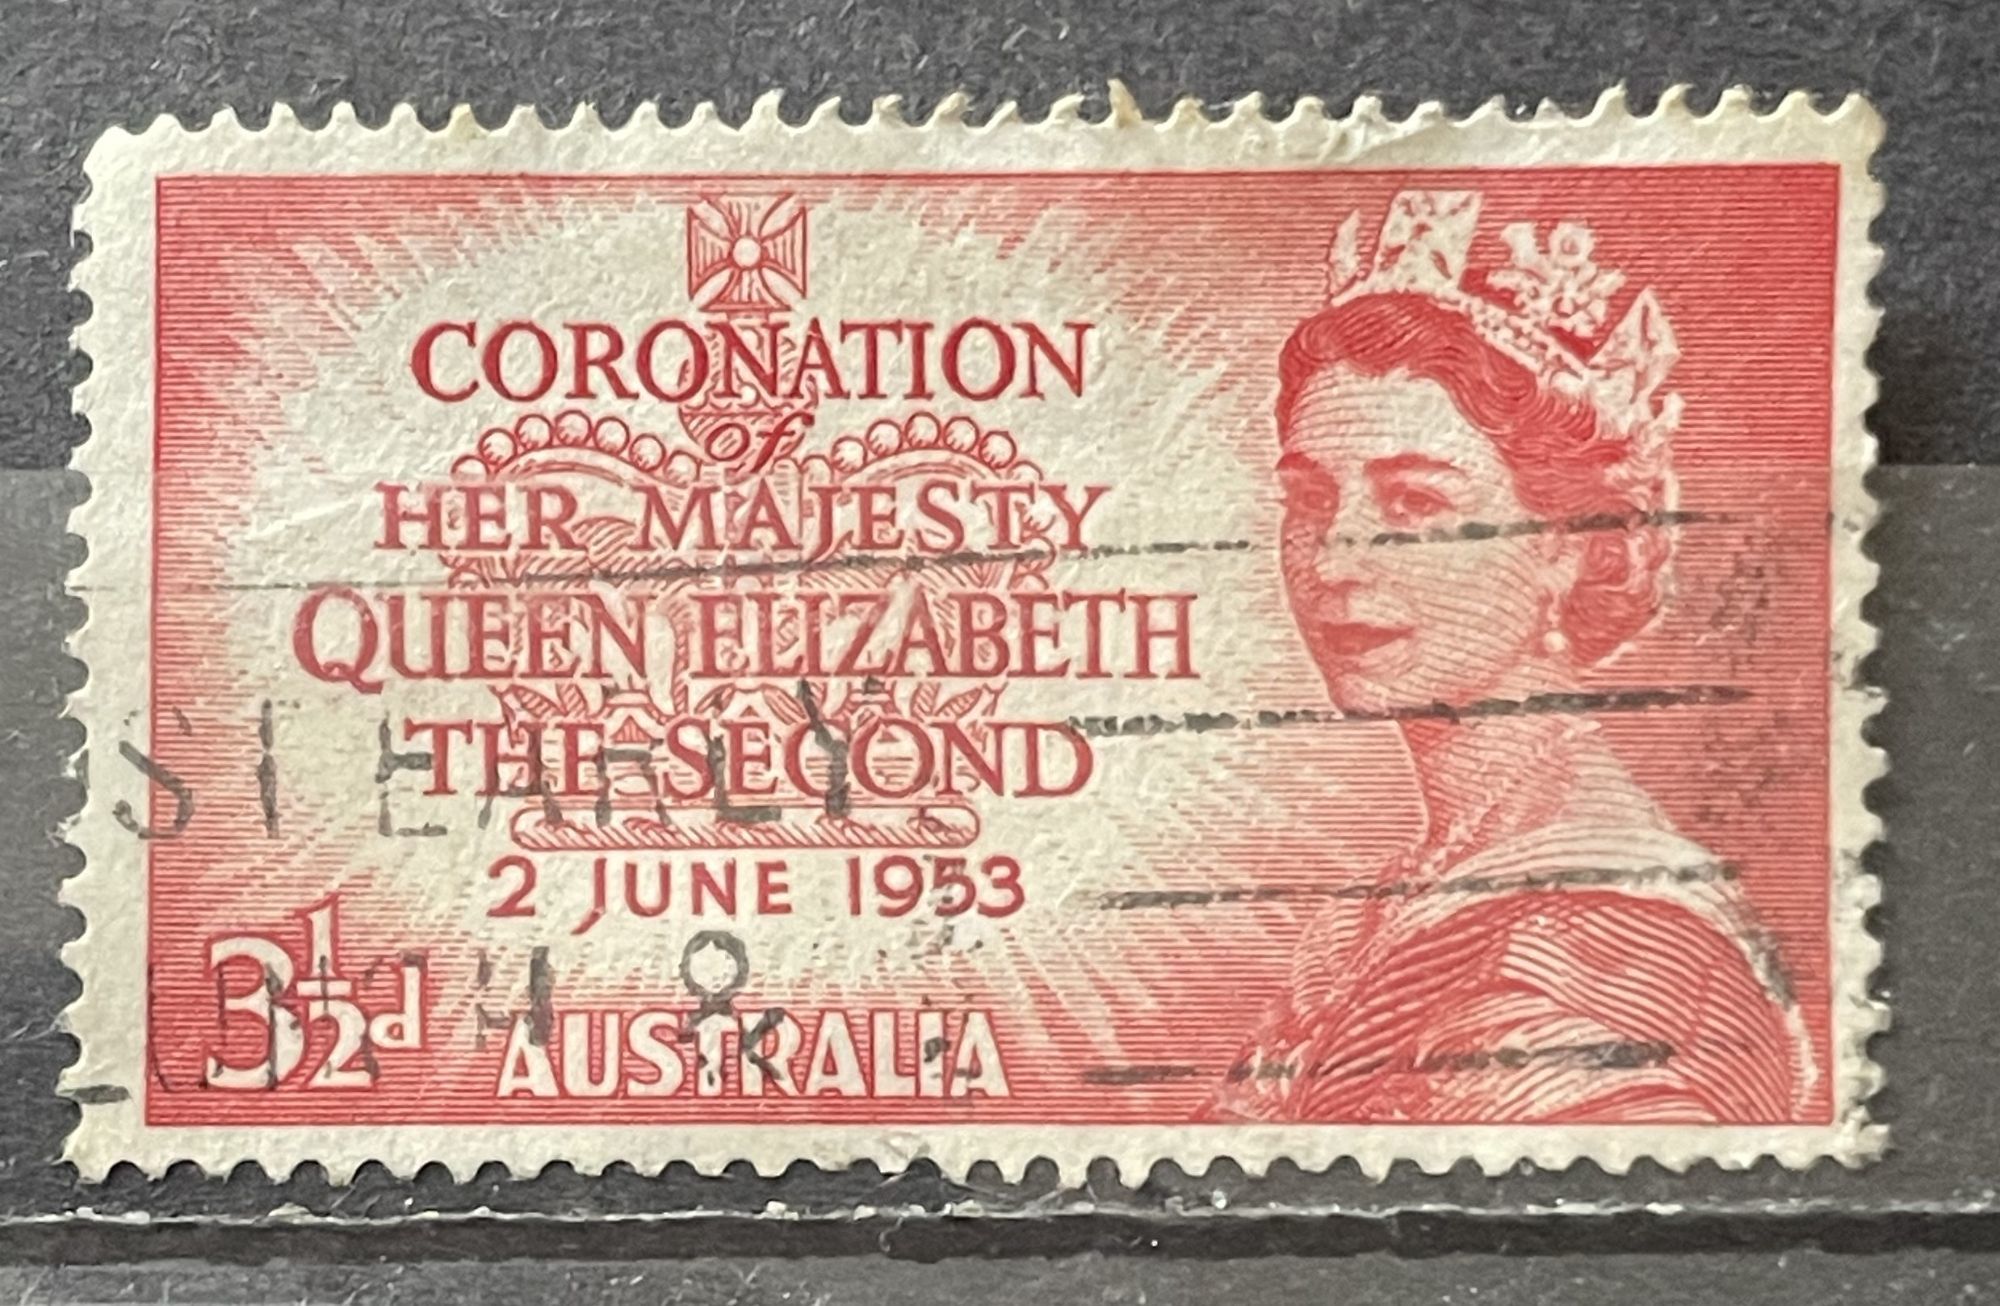 CORONATION
of
HER MAJESTY
QUEEN ELIZABETH
THE SECOND
2 JUNE 1953
3½d
AUSTRALIA